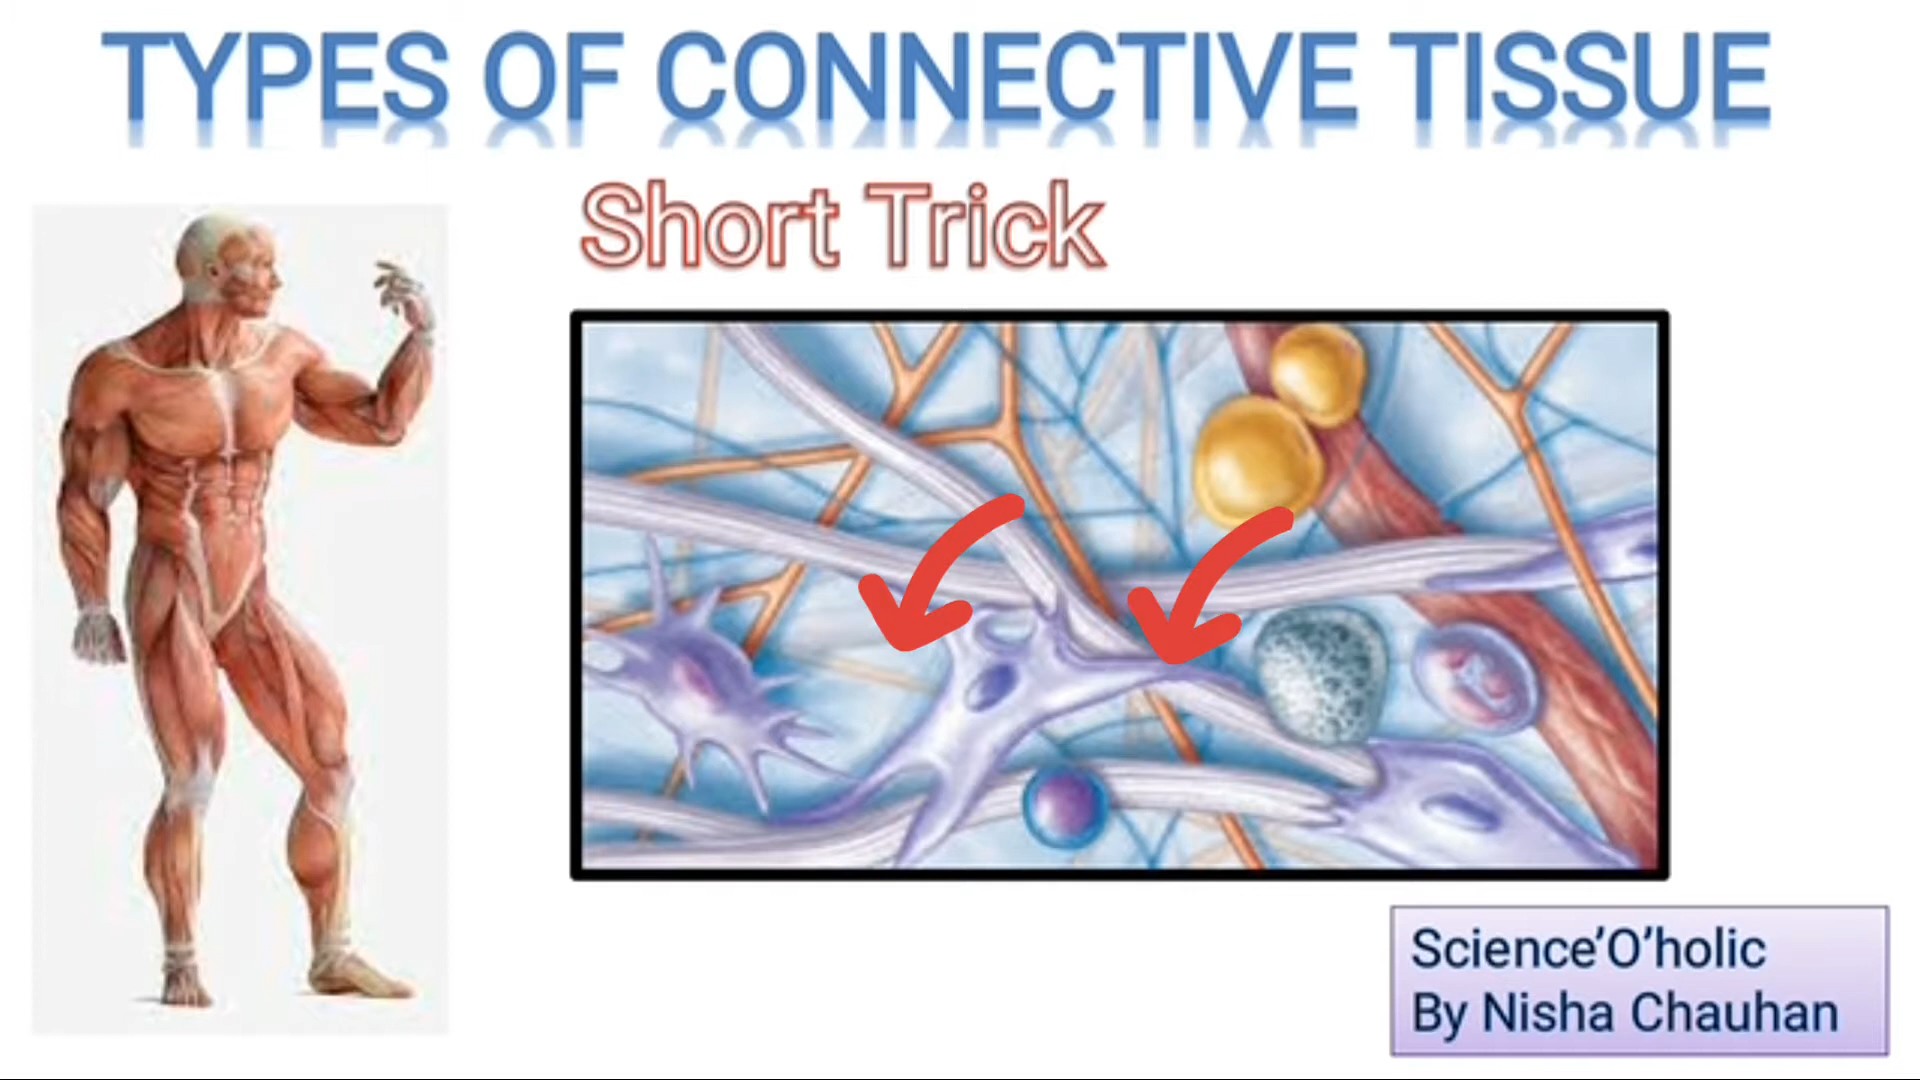 TYPES OF CONNECTIVE TISSUE
Short Trick
Science’O’holic
By Nisha Chauhan